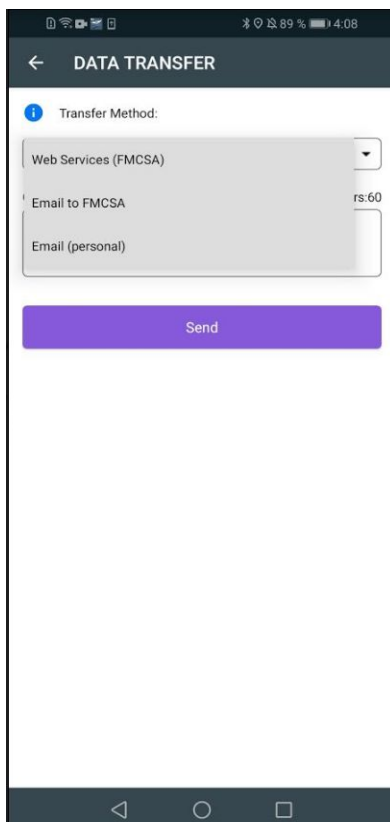 89 % 4:08
DATA TRANSFER
Transfer Method:
Web Services (FMCSA)
rs:60
Email to FMCSA
Email (personal)
Send